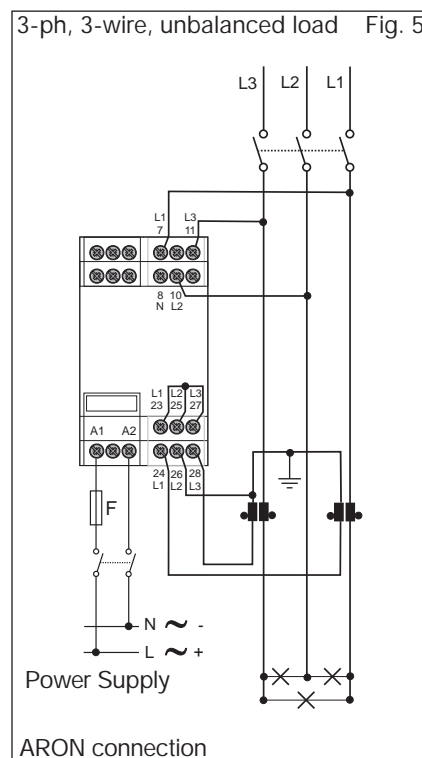 3-ph, 3-wire, unbalanced load Fig. 5
L3 L2 L1
L1 L3
7 11
8 10
N L2
L1 L2 L3
23 25 27
A1 A2
24 26 28
L1 L2 L3
F
N ~ -
L ~ +
Power Supply
ARON connection